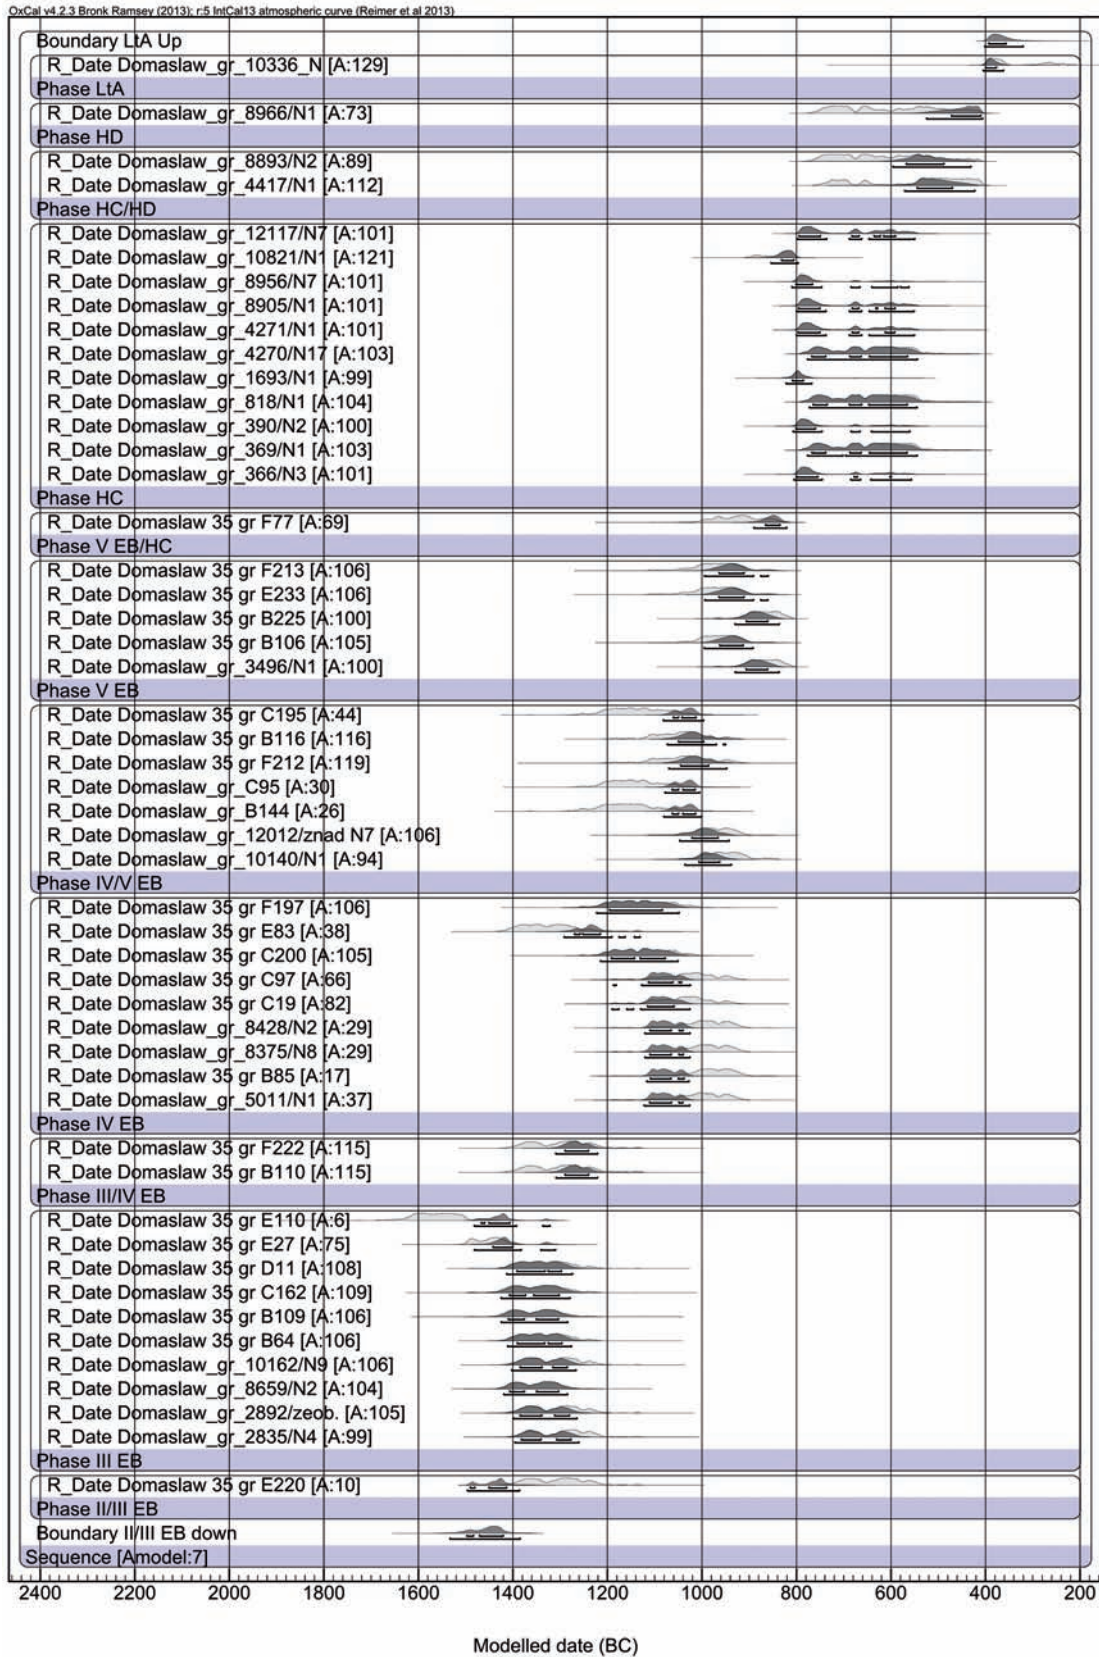 OxCal v4.2.3 Bronk Ramsey (2013); r:5 IntCal13 atmospheric curve (Reimer et al 2013)
Boundary LtA Up
R_Date Domaslaw_gr_10336_N [A:129]
Phase LtA
R_Date Domaslaw_gr_8966/N1 [A:73]
Phase HD
R_Date Domaslaw_gr_8893/N2 [A:89]
R_Date Domaslaw_gr_4417/N1 [A:112]
Phase HC/HD
R_Date Domaslaw_gr_12117/N7 [A:101]
R_Date Domaslaw_gr_10821/N1 [A:121]
R_Date Domaslaw_gr_8956/N7 [A:101]
R_Date Domaslaw_gr_8905/N1 [A:101]
R_Date Domaslaw_gr_4271/N1 [A:101]
R_Date Domaslaw_gr_4270/N17 [A:103]
R_Date Domaslaw_gr_1693/N1 [A:99]
R_Date Domaslaw_gr_818/N1 [A:104]
R_Date Domaslaw_gr_390/N2 [A:100]
R_Date Domaslaw_gr_369/N1 [A:103]
R_Date Domaslaw_gr_366/N3 [A:101]
Phase HC
R_Date Domaslaw 35 gr F77 [A:69]
Phase V EB/HC
R_Date Domaslaw 35 gr F213 [A:106]
R_Date Domaslaw 35 gr E233 [A:106]
R_Date Domaslaw 35 gr B225 [A:100]
R_Date Domaslaw 35 gr B106 [A:105]
R_Date Domaslaw_gr_3496/N1 [A:100]
Phase V EB
R_Date Domaslaw 35 gr C195 [A:44]
R_Date Domaslaw 35 gr B116 [A:116]
R_Date Domaslaw 35 gr F212 [A:119]
R_Date Domaslaw_gr_C95 [A:30]
R_Date Domaslaw_gr_B144 [A:26]
R_Date Domaslaw_gr_12012/znad N7 [A:106]
R_Date Domaslaw_gr_10140/N1 [A:94]
Phase IV/V EB
R_Date Domaslaw 35 gr F197 [A:106]
R_Date Domaslaw 35 gr E83 [A:38]
R_Date Domaslaw 35 gr C200 [A:105]
R_Date Domaslaw 35 gr C97 [A:66]
R_Date Domaslaw 35 gr C19 [A:82]
R_Date Domaslaw_gr_8428/N2 [A:29]
R_Date Domaslaw_gr_8375/N8 [A:29]
R_Date Domaslaw 35 gr B85 [A:17]
R_Date Domaslaw_gr_5011/N1 [A:37]
Phase IV EB
R_Date Domaslaw 35 gr F222 [A:115]
R_Date Domaslaw 35 gr B110 [A:115]
Phase III/IV EB
R_Date Domaslaw 35 gr E110 [A:6]
R_Date Domaslaw 35 gr E27 [A:75]
R_Date Domaslaw 35 gr D11 [A:108]
R_Date Domaslaw 35 gr C162 [A:109]
R_Date Domaslaw 35 gr B109 [A:106]
R_Date Domaslaw 35 gr B64 [A:106]
R_Date Domaslaw_gr_10162/N9 [A:106]
R_Date Domaslaw_gr_8659/N2 [A:104]
R_Date Domaslaw_gr_2892/zeob. [A:105]
R_Date Domaslaw_gr_2835/N4 [A:99]
Phase III EB
R_Date Domaslaw 35 gr E220 [A:10]
Phase II/III EB
Boundary II/III EB down
Sequence [Amodel:7]
2400 2200 2000 1800 1600 1400 1200 1000 800 600 400 200
Modelled date (BC)